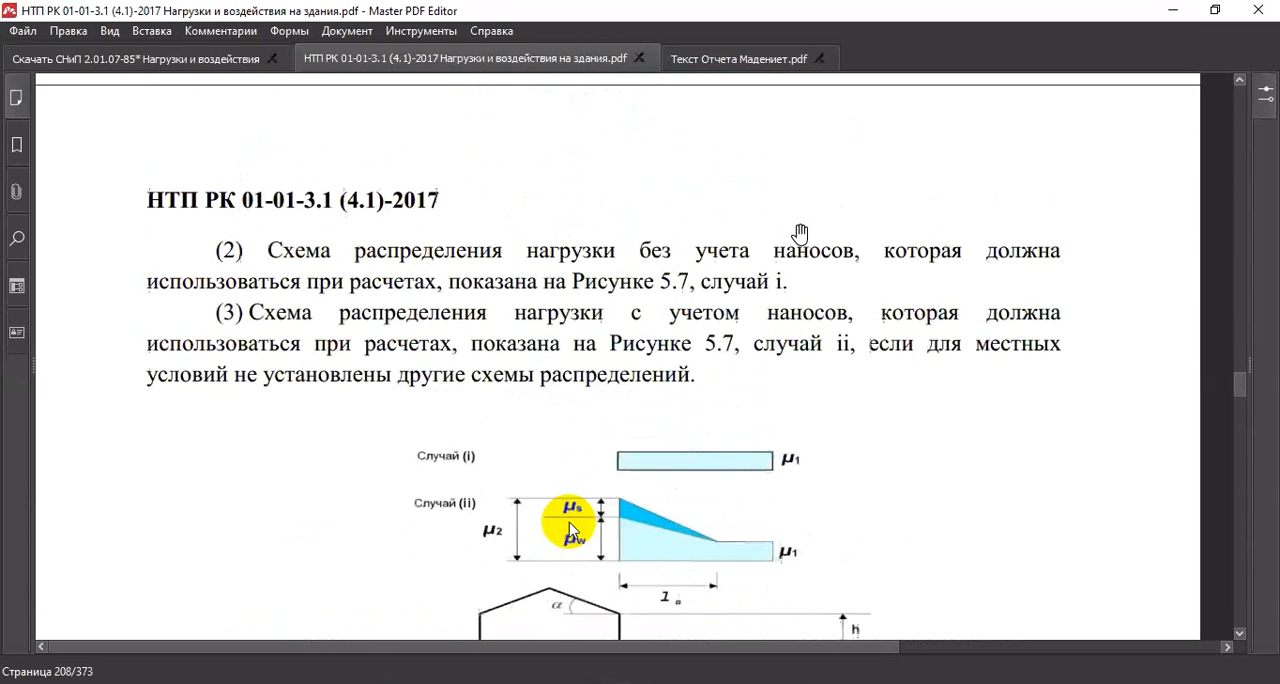 НТП РК 01-01-3.1 (4.1)-2017 Нагрузки и воздействия на здания.pdf - Master PDF Editor
Файл Правка Вид Вставка Комментарии Формы Документ Инструменты Справка
Скачать СНиП 2.01.07-85* Нагрузки и воздействия НТП РК 01-01-3.1 (4.1)-2017 Нагрузки и воздействия на здания.pdf Текст Отчета Мадениет.pdf
НТП РК 01-01-3.1 (4.1)-2017
(2) Схема распределения нагрузки без учета наносов, которая должна
использоваться при расчетах, показана на Рисунке 5.7, случай i.
(3) Схема распределения нагрузки с учетом наносов, которая должна
использоваться при расчетах, показана на Рисунке 5.7, случай ii, если для местных
условий не установлены другие схемы распределений.
Случай (i) μ1
Случай (ii) μs
μ2 μw μ1
l s
α
h
Страница 208/373